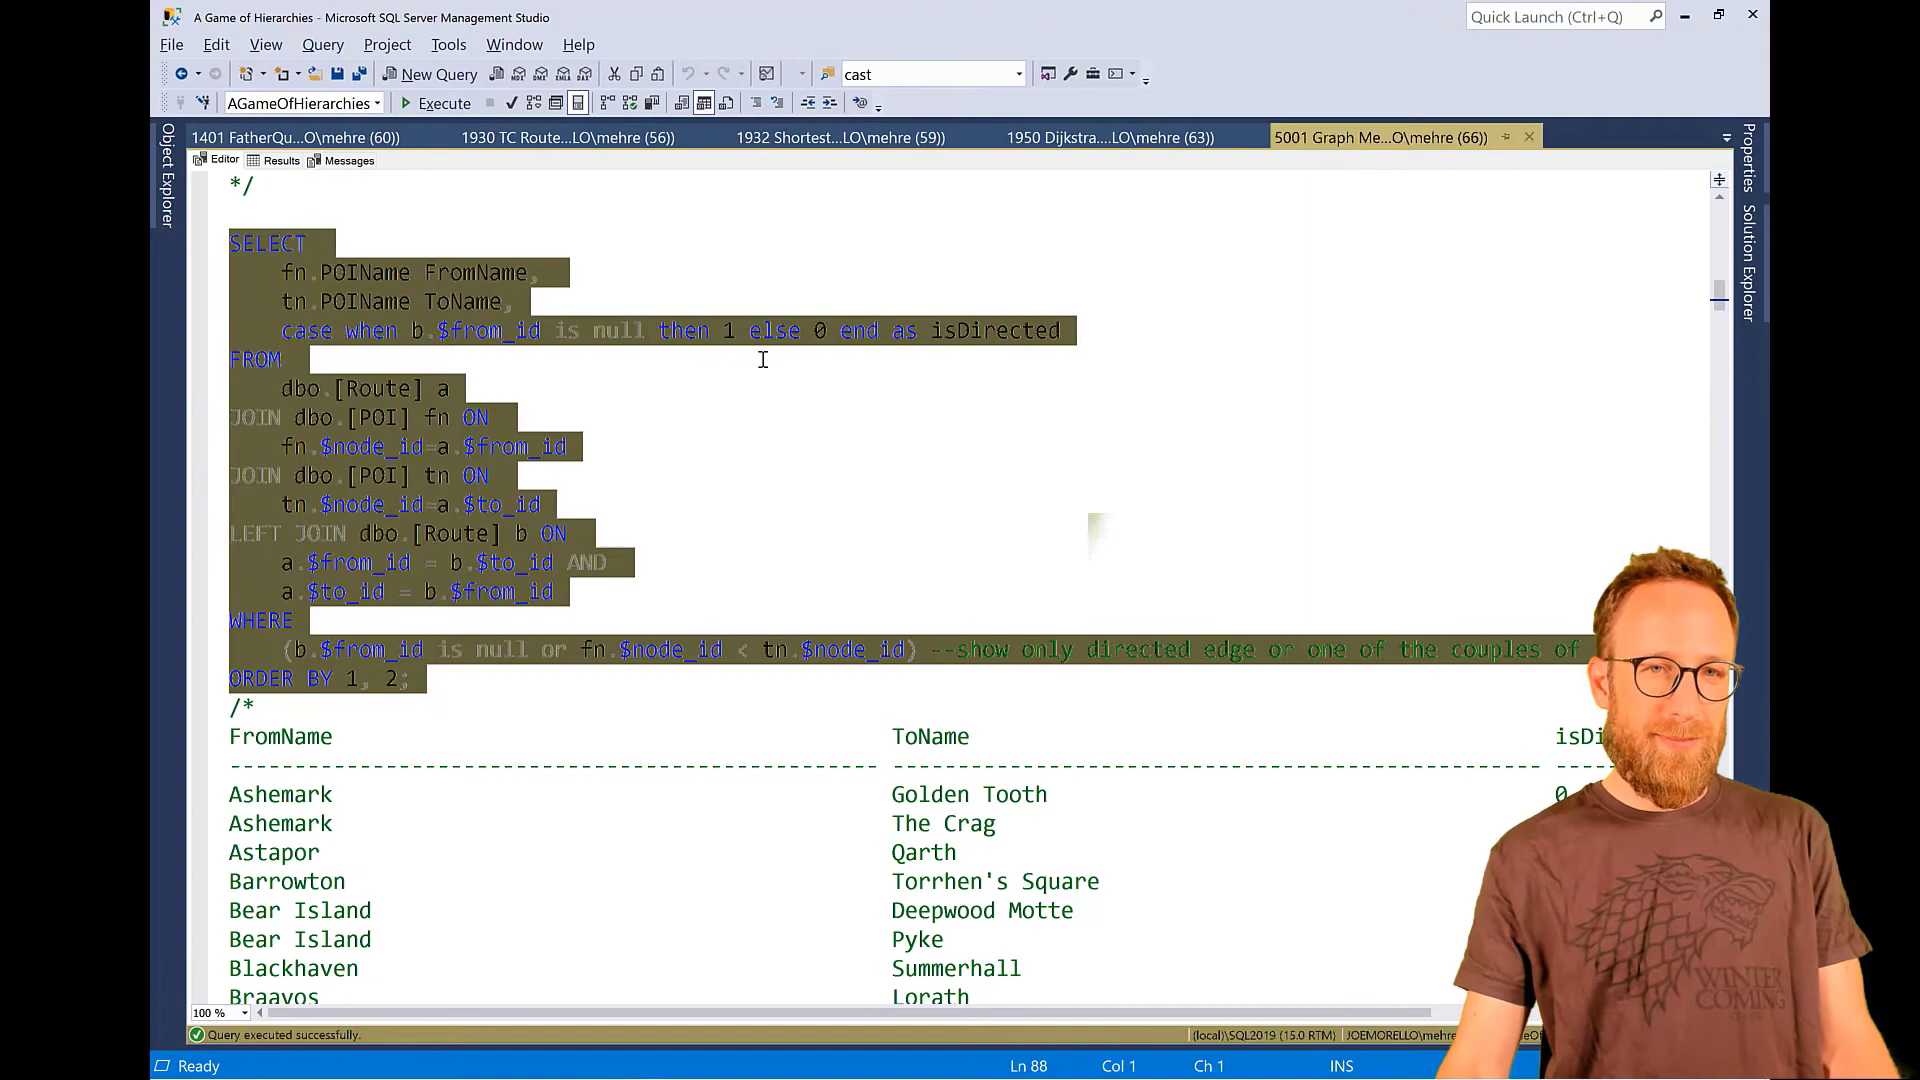 A Game of Hierarchies - Microsoft SQL Server Management Studio
Quick Launch (Ctrl+Q)
File Edit View Query Project Tools Window Help
New Query
cast
AGameOfHierarchies
Execute
1401 FatherQu...O\mehre (60))
1930 TC Route...LO\mehre (56))
1932 Shortest...LO\mehre (59))
1950 Dijkstra....LO\mehre (63))
5001 Graph Me...O\mehre (66))
Object Explorer
Properties
Solution Explorer
Editor Results Messages
*/
SELECT
fn.POIName FromName,
tn.POIName ToName,
case when b.$from_id is null then 1 else 0 end as isDirected
FROM
dbo.[Route] a
JOIN dbo.[POI] fn ON
fn.$node_id=a.$from_id
JOIN dbo.[POI] tn ON
tn.$node_id=a.$to_id
LEFT JOIN dbo.[Route] b ON
a.$from_id = b.$to_id AND
a.$to_id = b.$from_id
WHERE
(b.$from_id is null or fn.$node_id < tn.$node_id) --show only directed edge or one of the couples of
ORDER BY 1, 2;
/*
FromName ToName
Ashemark Golden Tooth 0
Ashemark The Crag
Astapor Qarth
Barrowton Torrhen's Square
Bear Island Deepwood Motte
Bear Island Pyke
Blackhaven Summerhall
Braavos Lorath
100 %
Query executed successfully.
(local)\SQL2019 (15.0 RTM) JOEMORELLO\mehre
Ready Ln 88 Col 1 Ch 1 INS
WINTER
COMING